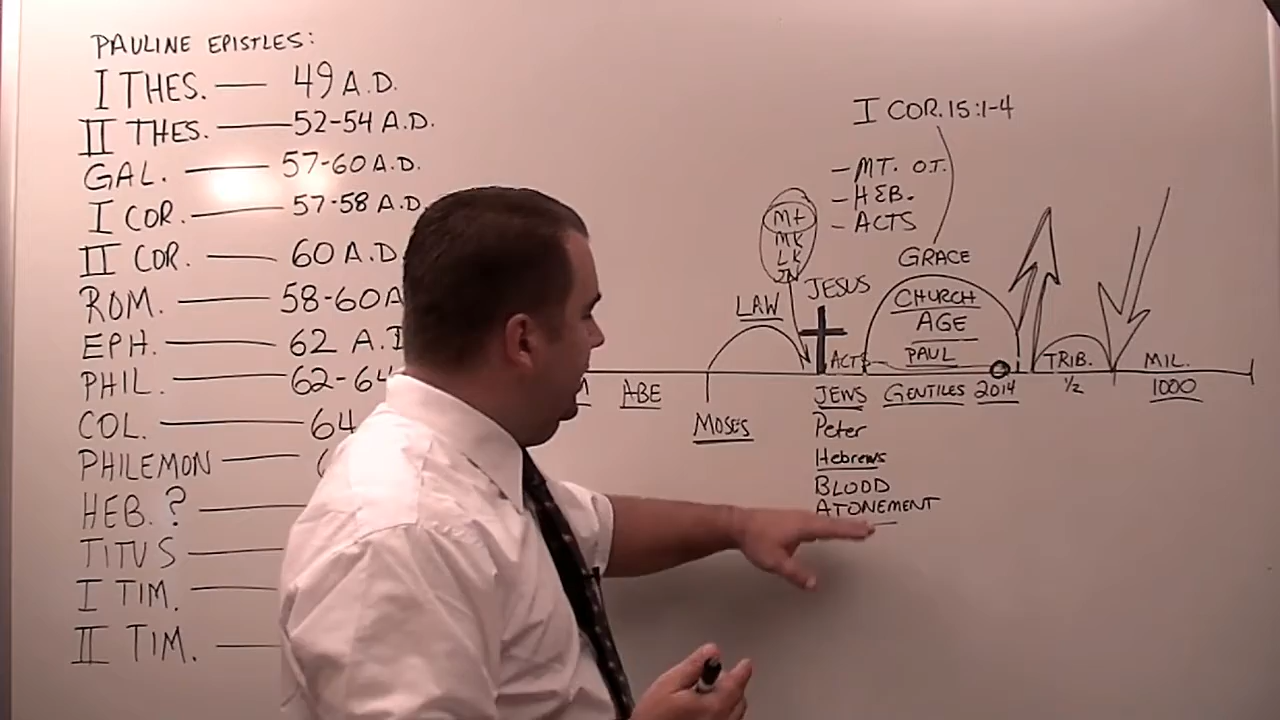 PAULINE EPISTLES:
I THES. — 49 A.D.
II THES. — 52-54 A.D.
GAL. — 57-60 A.D.
I COR. — 57-58 A.D.
II COR. — 60 A.D.
ROM. — 58-60A
EPH. — 62 A.D
PHIL. — 62-64
COL. — 64
PHILEMON —
HEB. ? —
TITUS —
I TIM. —
II TIM. —
I COR. 15:1-4
- MT. O.T.
- HEB.
- ACTS
Mt
MK
LK
JN
GRACE
JESUS
LAW
CHURCH
AGE
ACTS
PAUL
TRIB.
MIL.
ABE
MOSES
JEWS
GENTILES
2014
1/2
1000
Peter
Hebrews
BLOOD
ATONEMENT